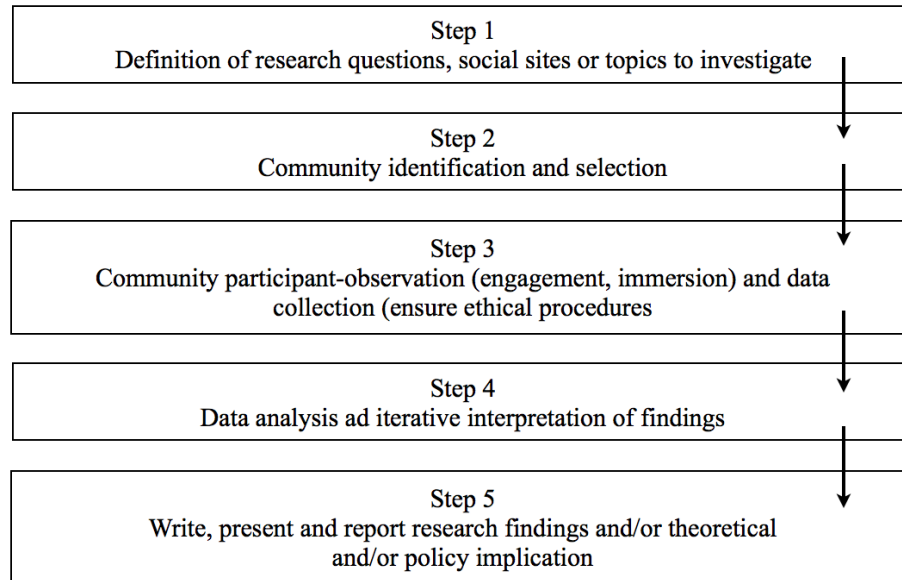 Step 1
Definition of research questions, social sites or topics to investigate
Step 2
Community identification and selection
Step 3
Community participant-observation (engagement, immersion) and data
collection (ensure ethical procedures
Step 4
Data analysis ad iterative interpretation of findings
Step 5
Write, present and report research findings and/or theoretical
and/or policy implication